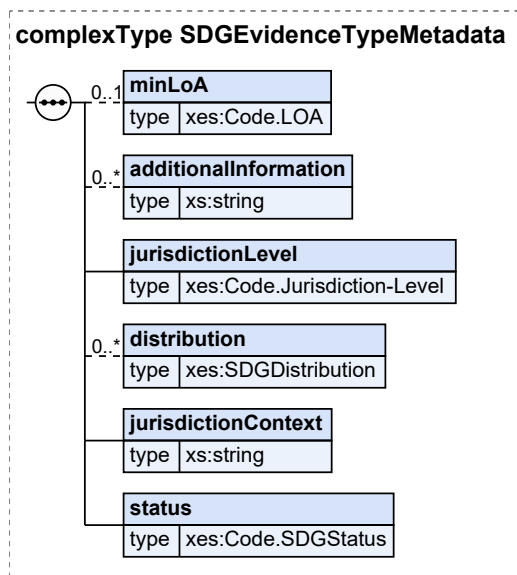 complexType SDGEvidenceTypeMetadata
0..1
minLoA
type xes:Code.LOA
0..*
additionalInformation
type xs:string
jurisdictionLevel
type xes:Code.Jurisdiction-Level
0..*
distribution
type xes:SDGDistribution
jurisdictionContext
type xs:string
status
type xes:Code.SDGStatus